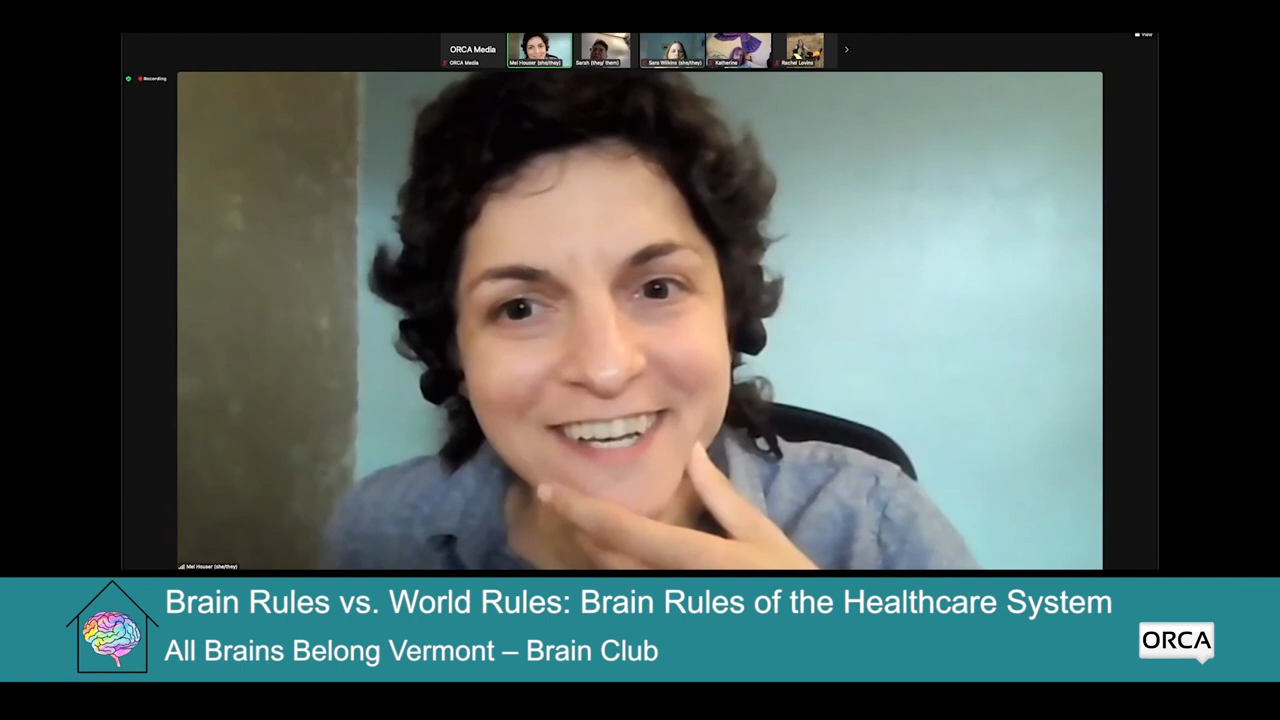 View
ORCA Media
ORCA Media
Mel Houser (she/they)
Sarah (they/ them)
Sara Wilkins (she/they)
Katherine
Rachel Lovins
Recording
Mel Houser (she/they)
Brain Rules vs. World Rules: Brain Rules of the Healthcare System
All Brains Belong Vermont – Brain Club
ORCA